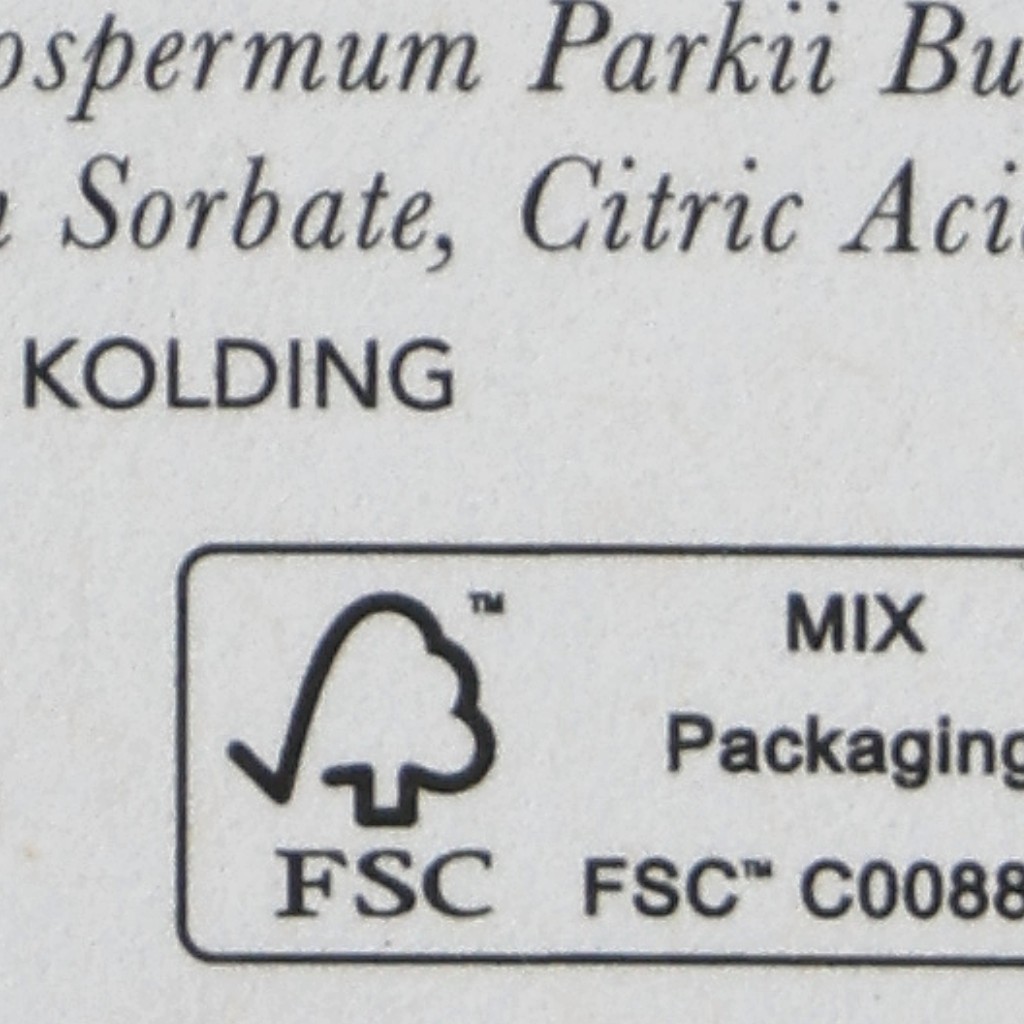 ospermum Parkii Bu
Sorbate, Citric Aci
KOLDING
™
MIX
Packaging
FSC
FSC™ C0088